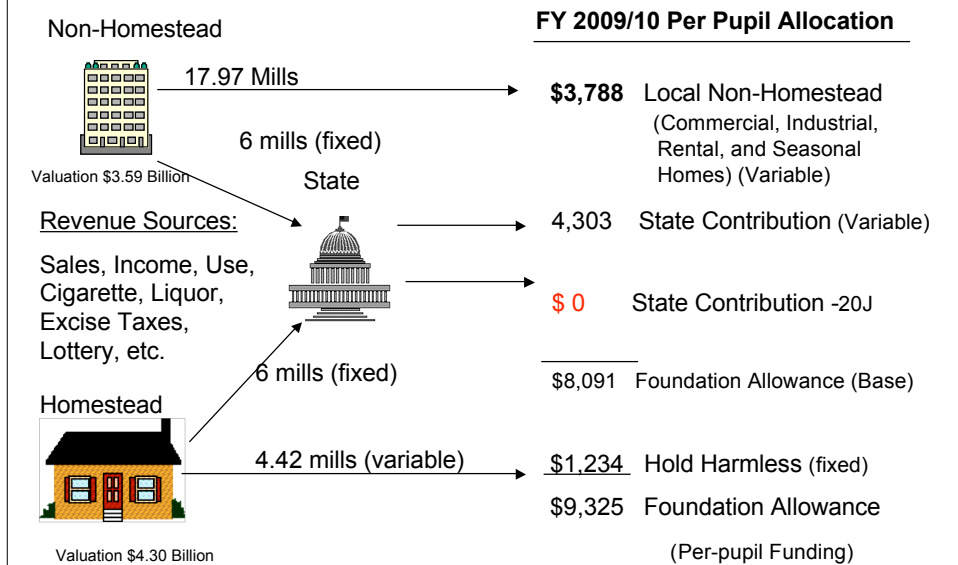 FY 2009/10 Per Pupil Allocation
Non-Homestead
17.97 Mills
$3,788 Local Non-Homestead
(Commercial, Industrial,
Rental, and Seasonal
Homes) (Variable)
6 mills (fixed)
Valuation $3.59 Billion
State
Revenue Sources:
Sales, Income, Use,
Cigarette, Liquor,
Excise Taxes,
Lottery, etc.
4,303 State Contribution (Variable)
$ 0 State Contribution -20J
6 mills (fixed)
$8,091 Foundation Allowance (Base)
Homestead
4.42 mills (variable)
$1,234 Hold Harmless (fixed)
$9,325 Foundation Allowance
(Per-pupil Funding)
Valuation $4.30 Billion